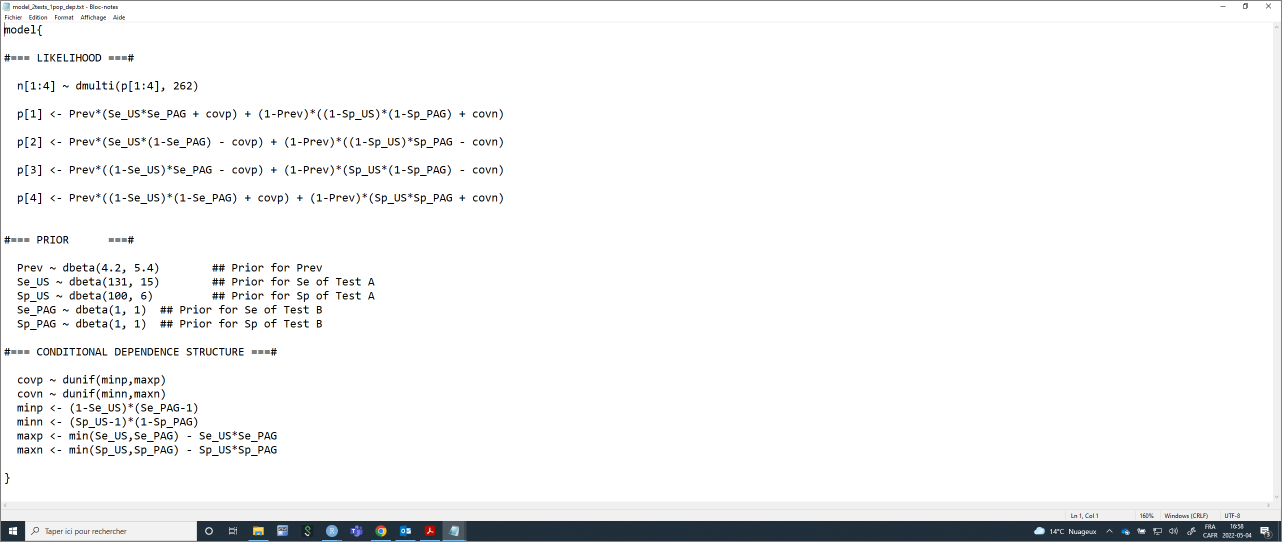 model_2tests_1pop_dep.txt - Bloc-notes
Fichier Edition Format Affichage Aide
model{
#=== LIKELIHOOD ===#
n[1:4] ~ dmulti(p[1:4], 262)
p[1] <- Prev*(Se_US*Se_PAG + covp) + (1-Prev)*((1-Sp_US)*(1-Sp_PAG) + covn)
p[2] <- Prev*(Se_US*(1-Se_PAG) - covp) + (1-Prev)*((1-Sp_US)*Sp_PAG - covn)
p[3] <- Prev*((1-Se_US)*Se_PAG - covp) + (1-Prev)*(Sp_US*(1-Sp_PAG) - covn)
p[4] <- Prev*((1-Se_US)*(1-Se_PAG) + covp) + (1-Prev)*(Sp_US*Sp_PAG + covn)
#=== PRIOR ===#
Prev ~ dbeta(4.2, 5.4) ## Prior for Prev
Se_US ~ dbeta(131, 15) ## Prior for Se of Test A
Sp_US ~ dbeta(100, 6) ## Prior for Sp of Test A
Se_PAG ~ dbeta(1, 1) ## Prior for Se of Test B
Sp_PAG ~ dbeta(1, 1) ## Prior for Sp of Test B
#=== CONDITIONAL DEPENDENCE STRUCTURE ===#
covp ~ dunif(minp,maxp)
covn ~ dunif(minn,maxn)
minp <- (1-Se_US)*(Se_PAG-1)
minn <- (Sp_US-1)*(1-Sp_PAG)
maxp <- min(Se_US,Se_PAG) - Se_US*Se_PAG
maxn <- min(Sp_US,Sp_PAG) - Sp_US*Sp_PAG
}
Ln 1, Col 1 160% Windows (CRLF) UTF-8
Taper ici pour rechercher
14°C Nuageux
FRA
CAFR
16:58
2022-05-04
3